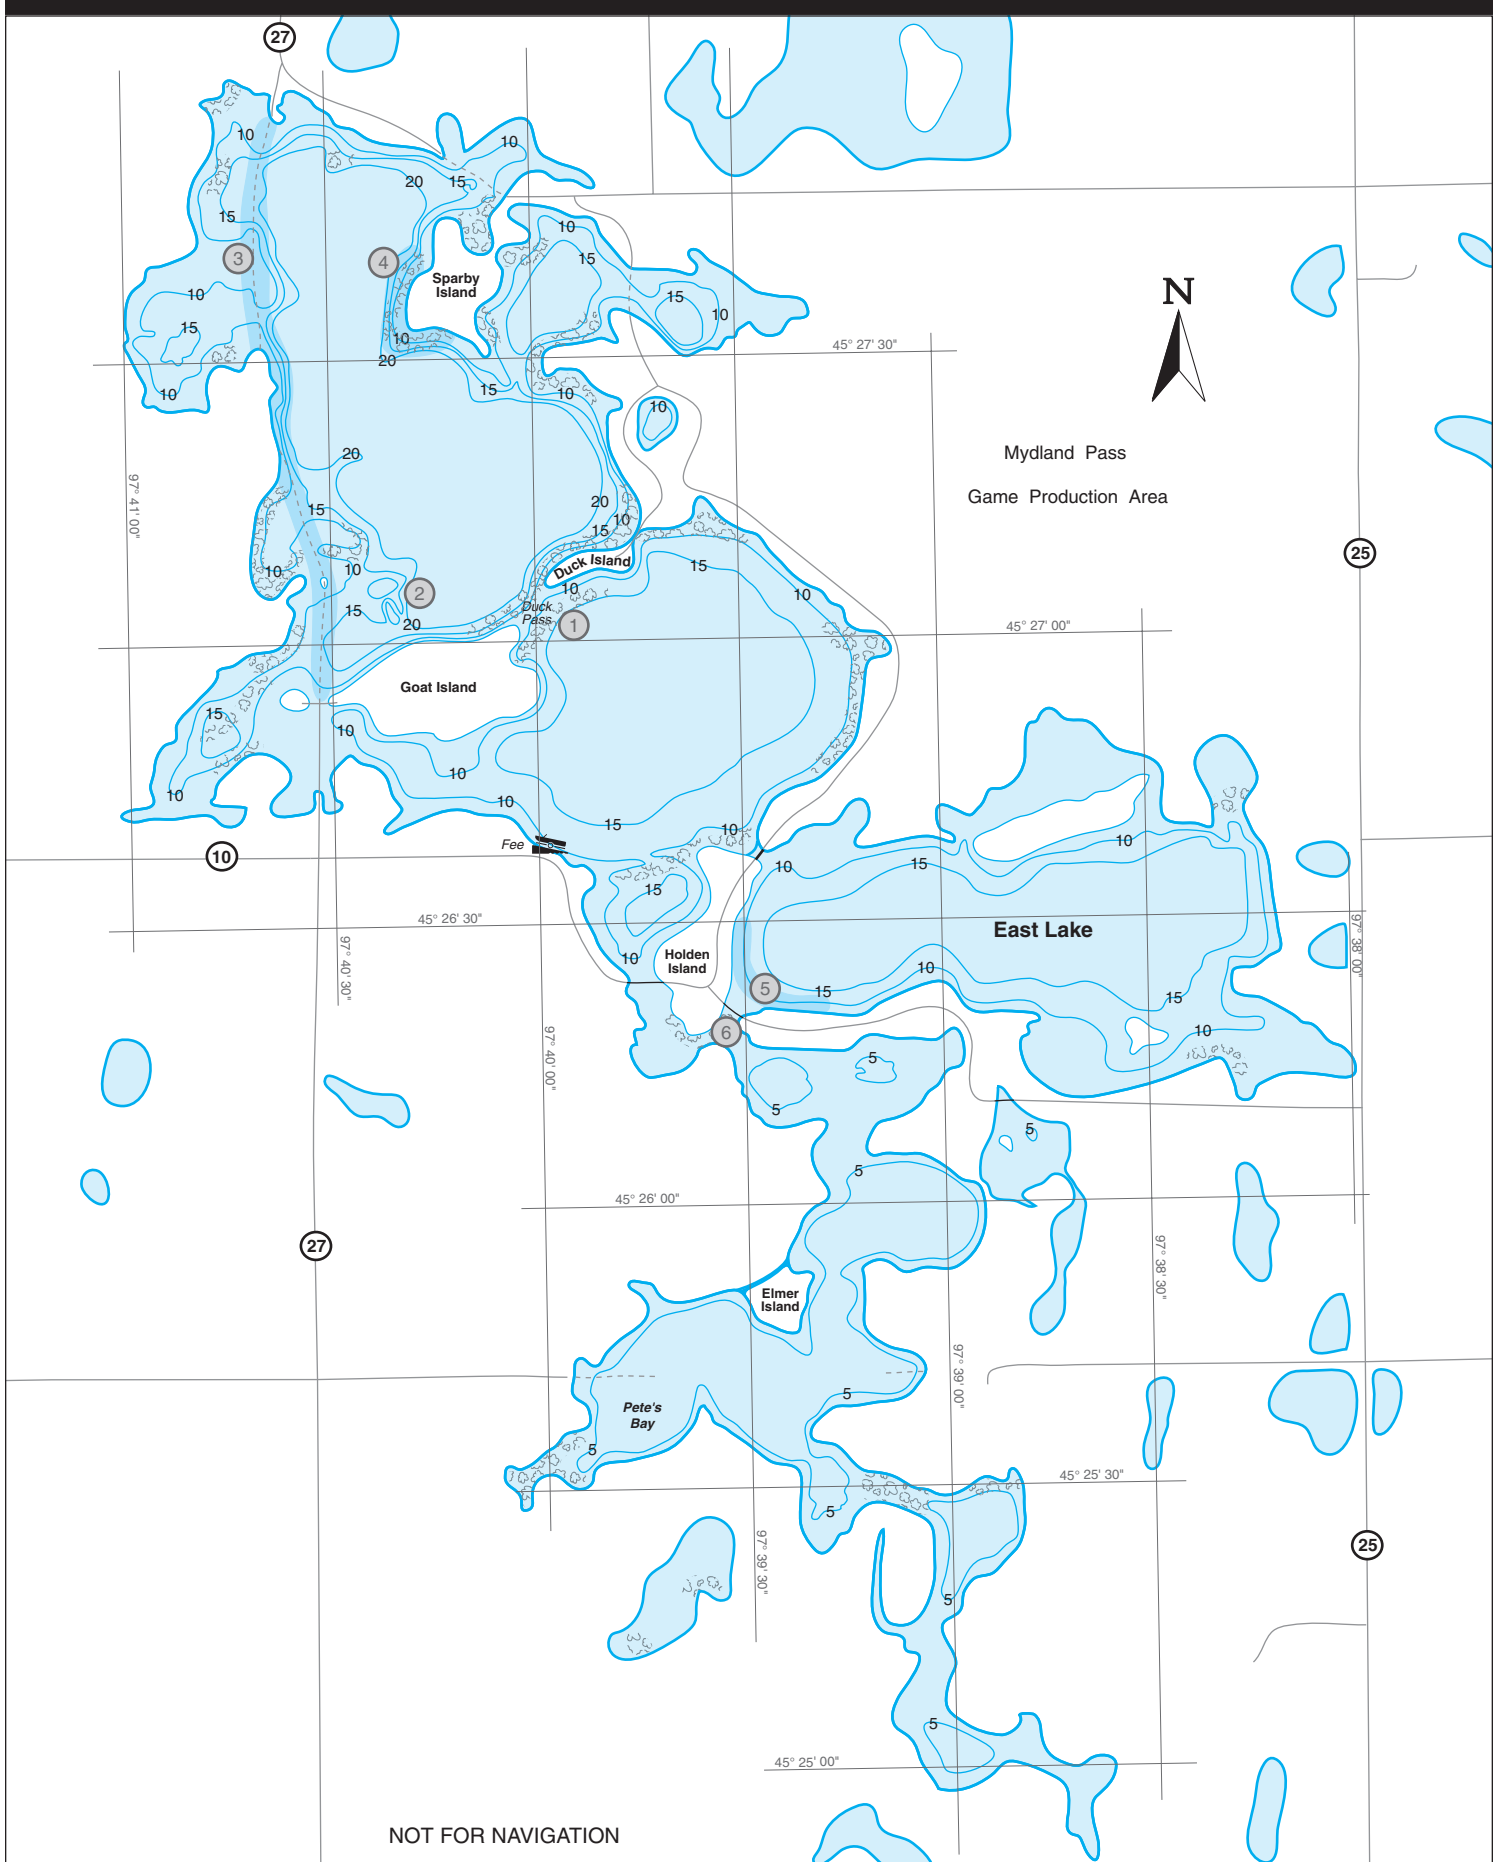 27
10
10
20
15
10
15
15
3
4
Sparby
Island
15
10
10
15
10
20
45° 27' 30"
10
15
10
10
Mydland Pass
20
97° 41' 00"
Game Production Area
20
15
10
15
25
10
10
15
Duck Island
10
2
10
15
20
Duck
Pass
1
45° 27' 00"
Goat Island
15
10
10
10
10
15
10
10
Fee
10
10
15
15
45° 26' 30"
East Lake
97° 38' 00"
97° 40' 30"
10
Holden
Island
10
5
15
15
10
6
97° 40' 00"
5
5
5
5
45° 26' 00"
27
97° 38' 30"
Elmer
Island
97° 39' 00"
5
Pete's
Bay
5
45° 25' 30"
5
25
97° 39' 30"
5
5
45° 25' 00"
NOT FOR NAVIGATION
N